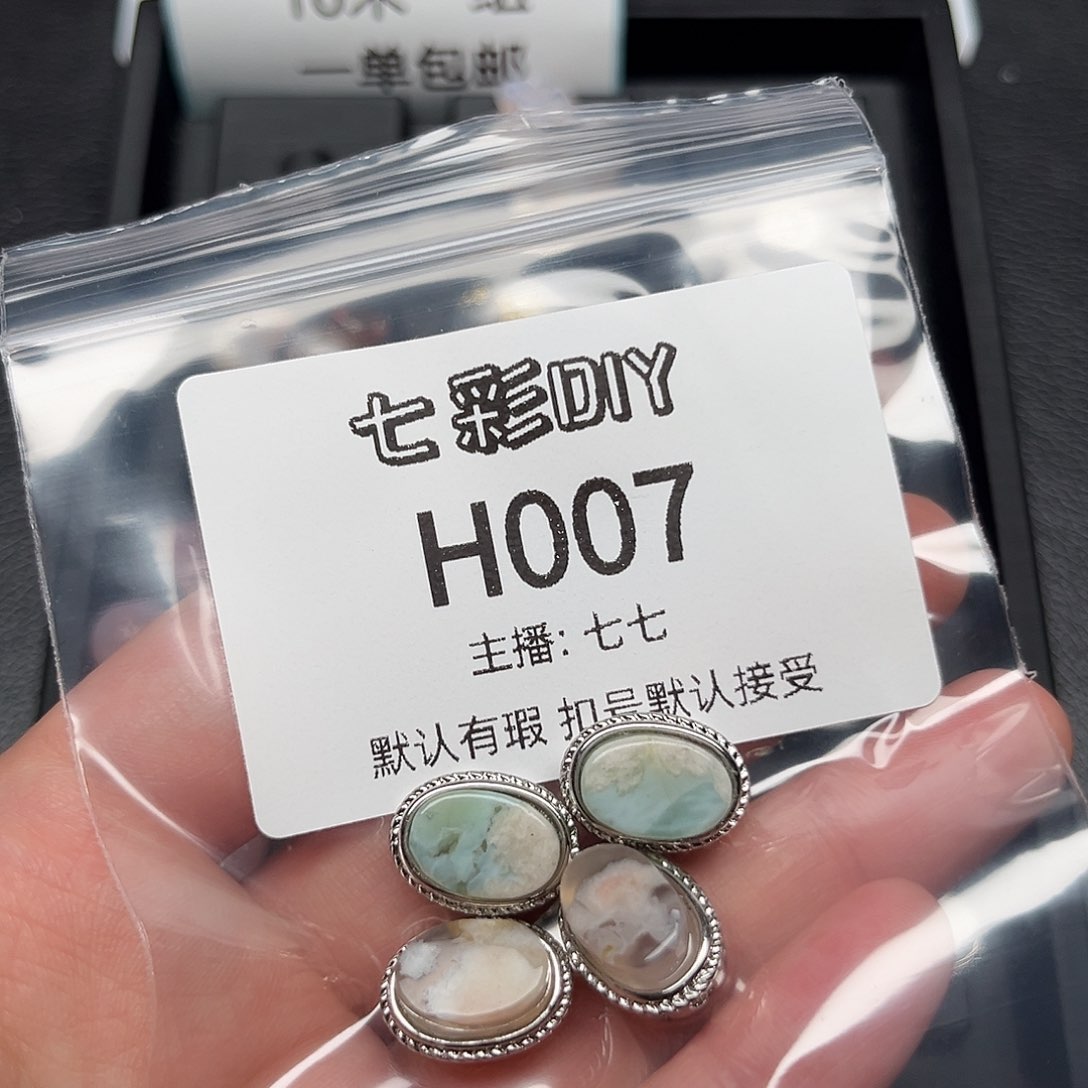 一单包邮
七彩DIY
H007
主播: 七七
默认有瑕 扣号默认接受